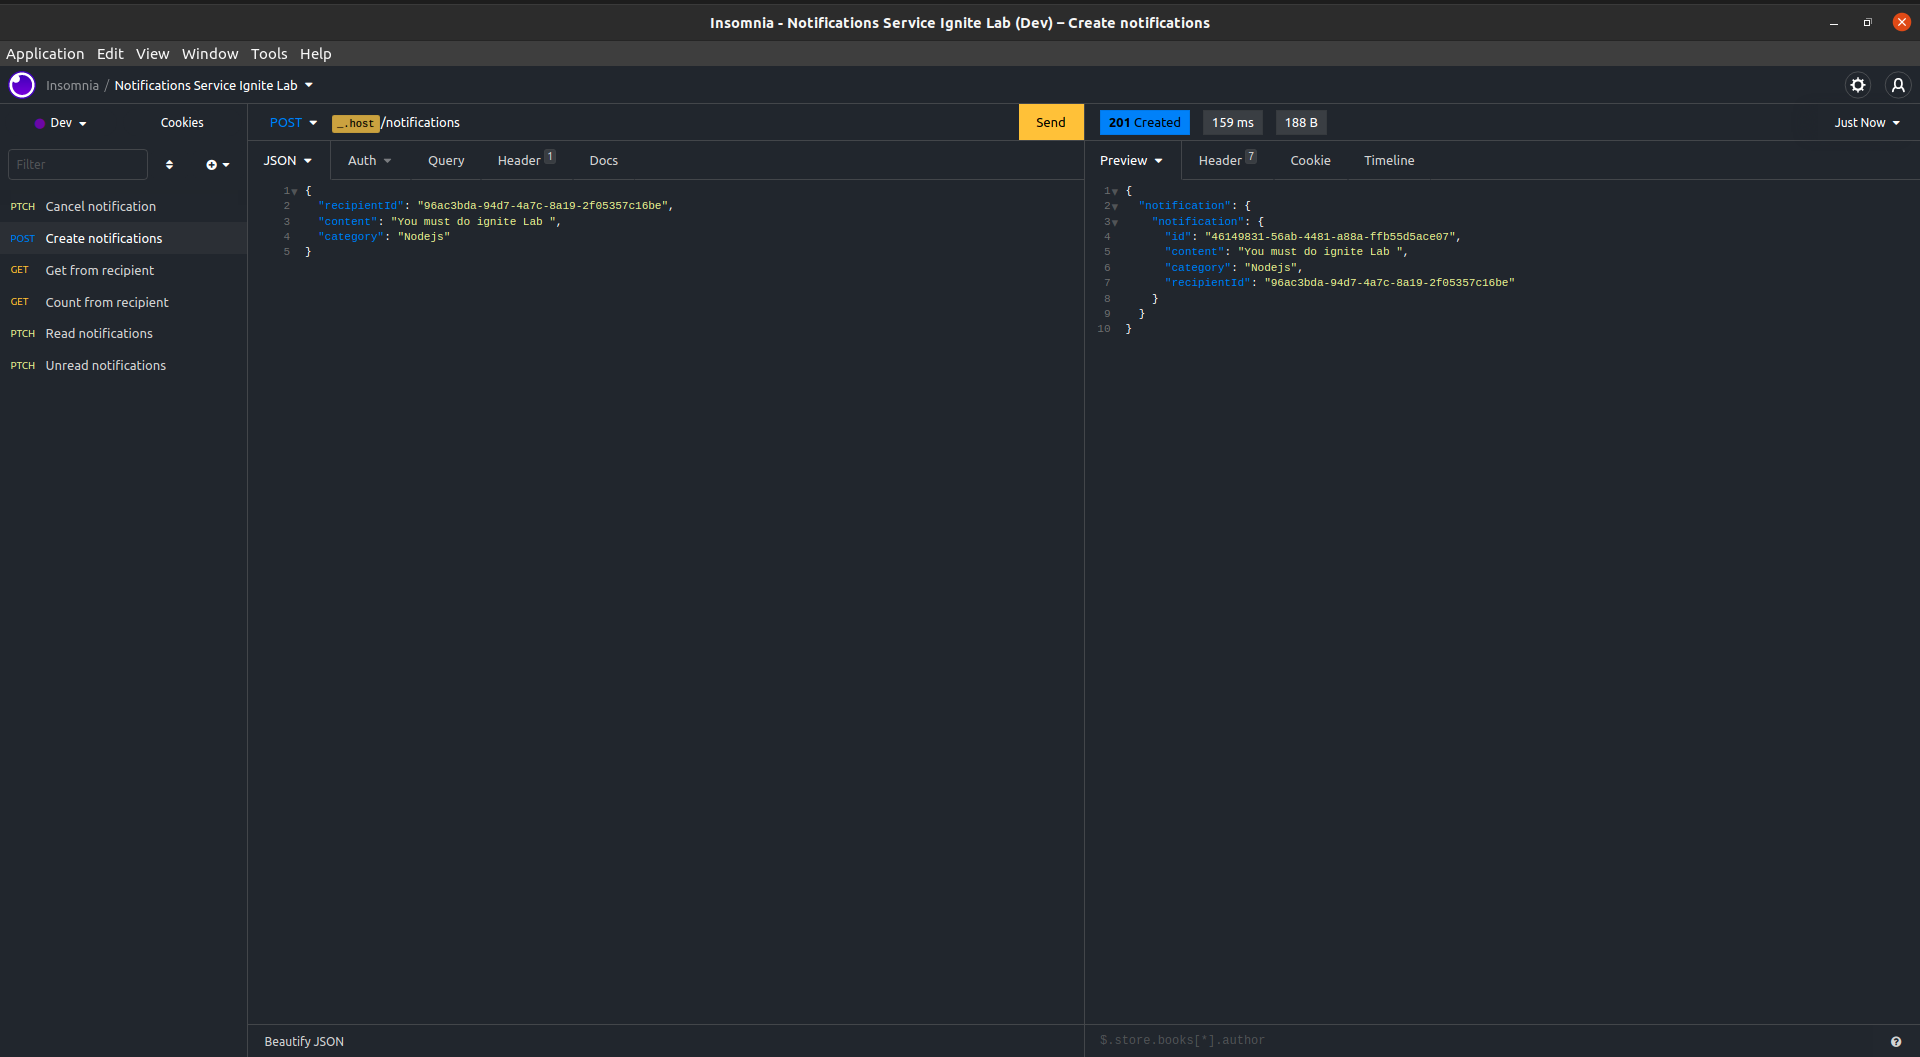 Insomnia - Notifications Service Ignite Lab (Dev) – Create notifications
Application Edit View Window Tools Help
Insomnia / Notifications Service Ignite Lab
Dev Cookies
Filter
PTCH Cancel notification
POST Create notifications
GET Get from recipient
GET Count from recipient
PTCH Read notifications
PTCH Unread notifications
POST _.host/notifications Send
JSON Auth Query Header 1 Docs
1 {
2 "recipientId": "96ac3bda-94d7-4a7c-8a19-2f05357c16be",
3 "content": "You must do ignite Lab ",
4 "category": "Nodejs"
5 }
Beautify JSON
201 Created 159 ms 188 B Just Now
Preview Header 7 Cookie Timeline
1 {
2 "notification": {
3 "notification": {
4 "id": "46149831-56ab-4481-a88a-ffb55d5ace07",
5 "content": "You must do ignite Lab ",
6 "category": "Nodejs",
7 "recipientId": "96ac3bda-94d7-4a7c-8a19-2f05357c16be"
8 }
9 }
10 }
$.store.books[*].author